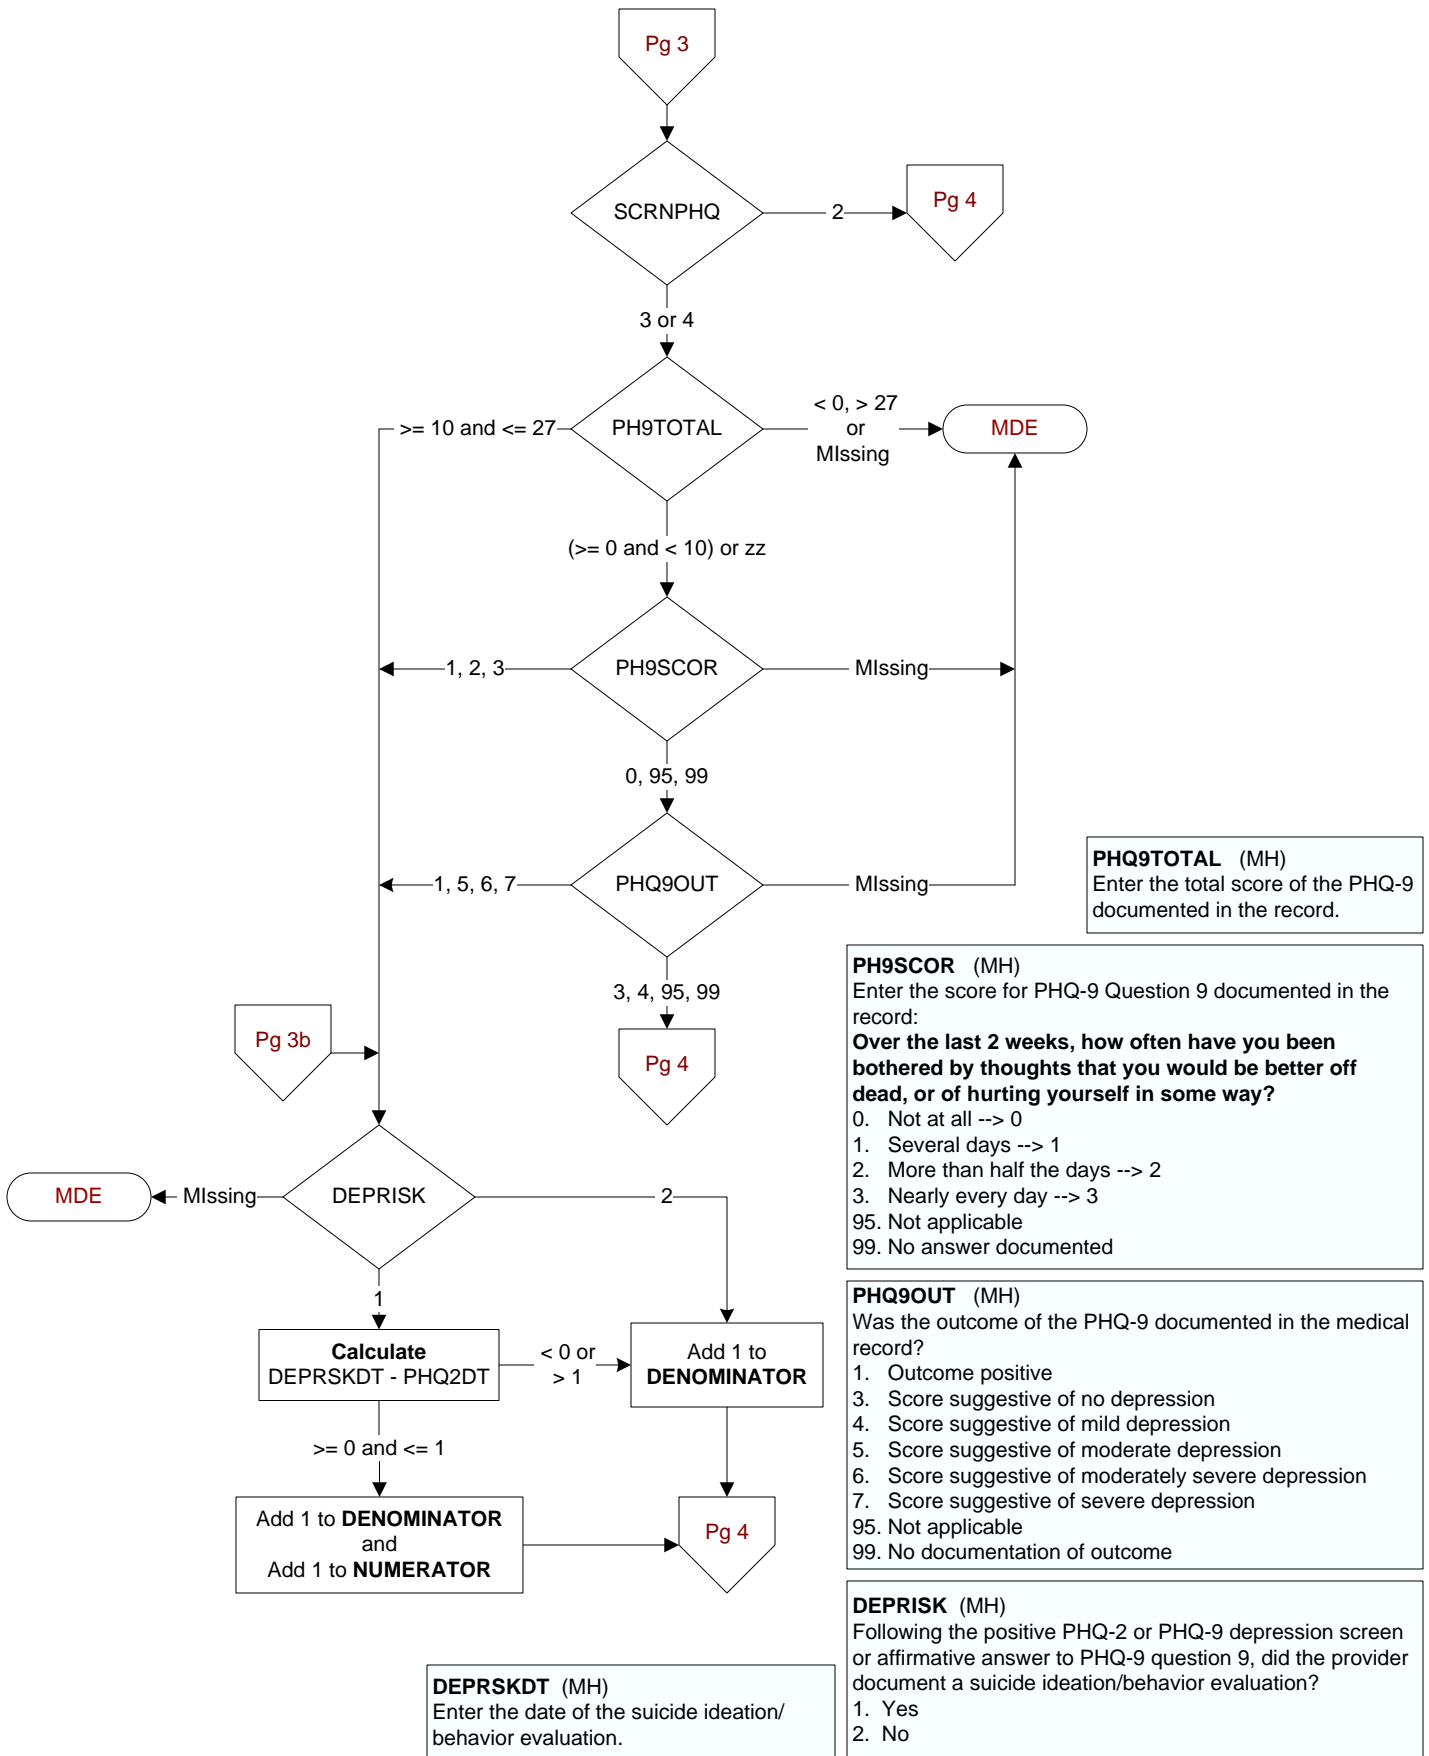 Pg 3
SCRNPHQ
2
Pg 4
3 or 4
PH9TOTAL
>= 10 and <= 27
< 0, > 27
or
MIssing
MDE
(>= 0 and < 10) or zz
PH9SCOR
1, 2, 3
MIssing
0, 95, 99
PHQ9OUT
1, 5, 6, 7
MIssing
3, 4, 95, 99
Pg 4
Pg 3b
DEPRISK
MIssing
MDE
2
1
Calculate
DEPRSKDT - PHQ2DT
< 0 or
> 1
Add 1 to
DENOMINATOR
>= 0 and <= 1
Add 1 to DENOMINATOR
and
Add 1 to NUMERATOR
Pg 4
PHQ9TOTAL (MH)
Enter the total score of the PHQ-9
documented in the record.
PH9SCOR (MH)
Enter the score for PHQ-9 Question 9 documented in the
record:
Over the last 2 weeks, how often have you been
bothered by thoughts that you would be better off
dead, or of hurting yourself in some way?
0. Not at all --> 0
1. Several days --> 1
2. More than half the days --> 2
3. Nearly every day --> 3
95. Not applicable
99. No answer documented
PHQ9OUT (MH)
Was the outcome of the PHQ-9 documented in the medical
record?
1. Outcome positive
3. Score suggestive of no depression
4. Score suggestive of mild depression
5. Score suggestive of moderate depression
6. Score suggestive of moderately severe depression
7. Score suggestive of severe depression
95. Not applicable
99. No documentation of outcome
DEPRISK (MH)
Following the positive PHQ-2 or PHQ-9 depression screen
or affirmative answer to PHQ-9 question 9, did the provider
document a suicide ideation/behavior evaluation?
1. Yes
2. No
DEPRSKDT (MH)
Enter the date of the suicide ideation/
behavior evaluation.